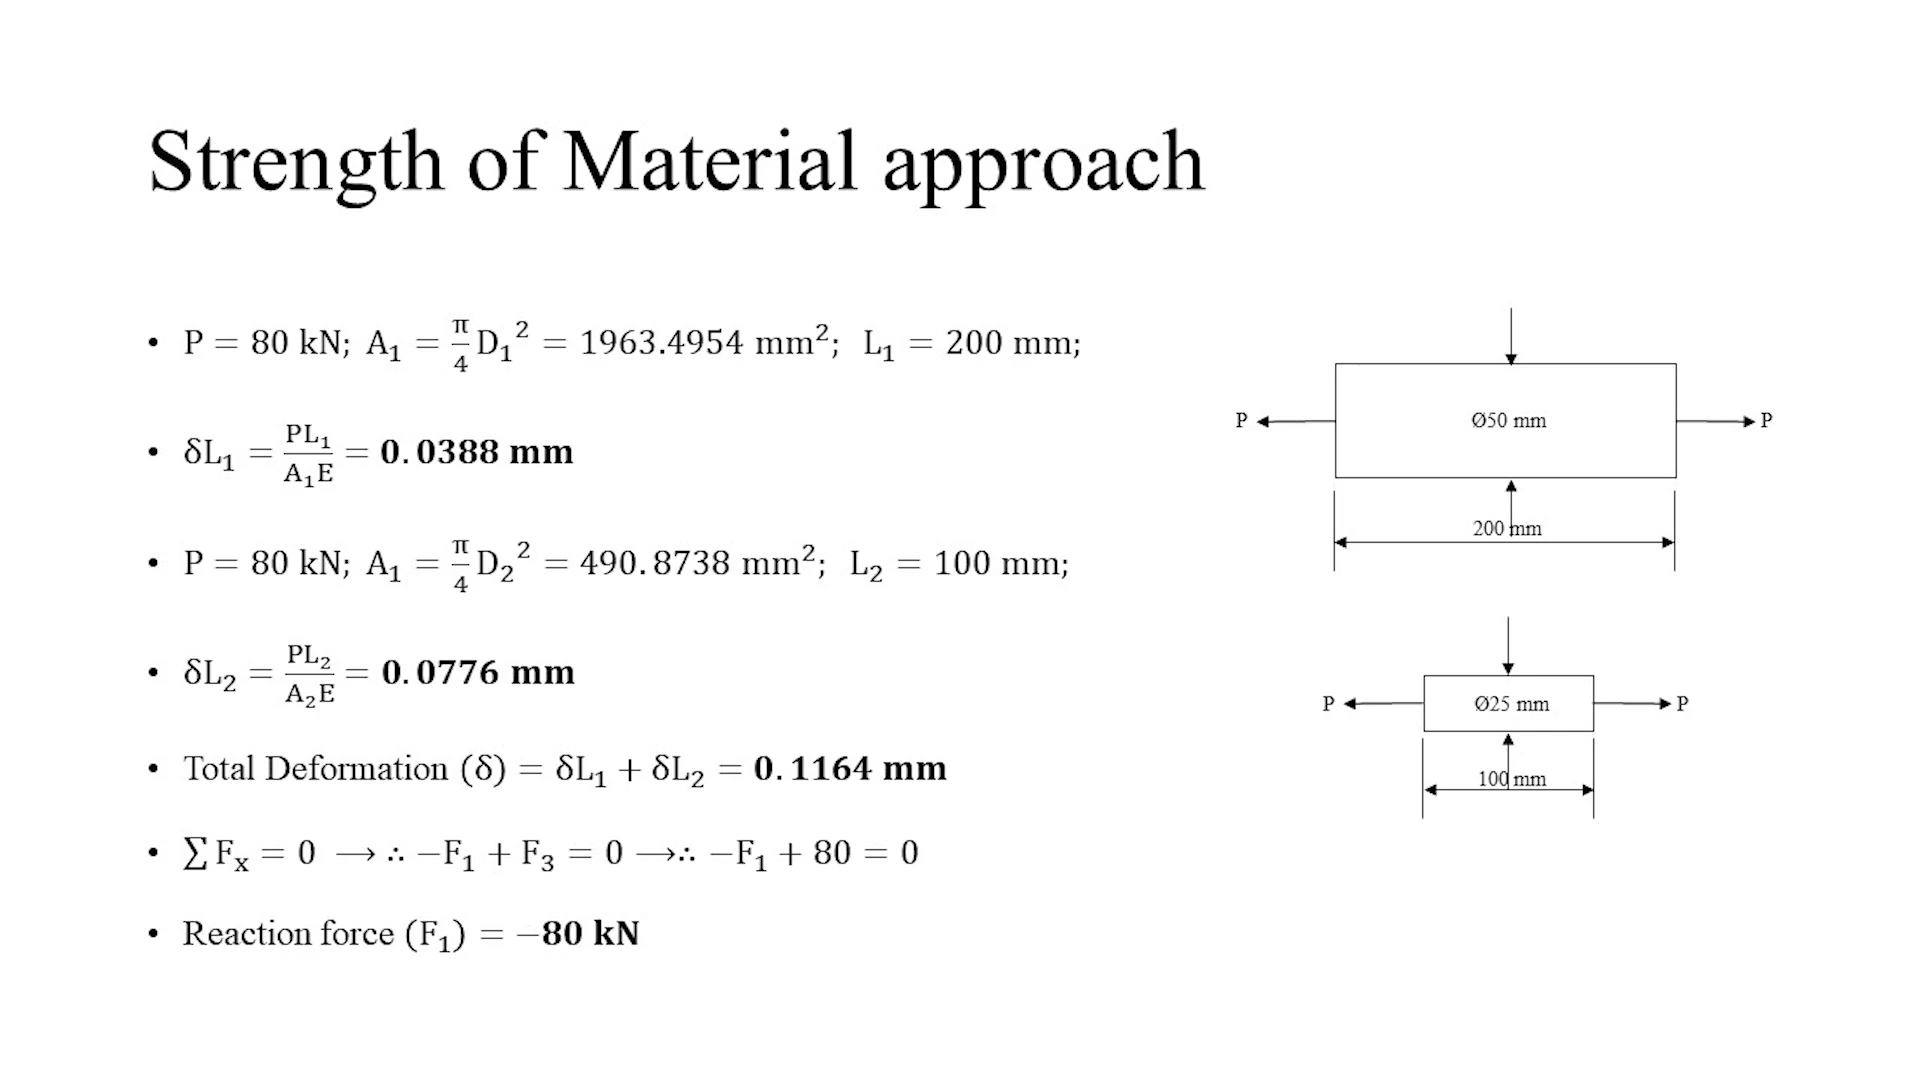 Strength of Material approach
• P = 80 kN; A₁ = π/4 D₁² = 1963.4954 mm²; L₁ = 200 mm;
• δL₁ = PL₁/A₁E = 0.0388 mm
• P = 80 kN; A₁ = π/4 D₂² = 490.8738 mm²; L₂ = 100 mm;
• δL₂ = PL₂/A₂E = 0.0776 mm
• Total Deformation (δ) = δL₁ + δL₂ = 0.1164 mm
• ∑Fₓ = 0 ⟶ ∴ −F₁ + F₃ = 0 ⟶∴ −F₁ + 80 = 0
• Reaction force (F₁) = −80 kN
P Ø50 mm P
200 mm
P Ø25 mm P
100 mm